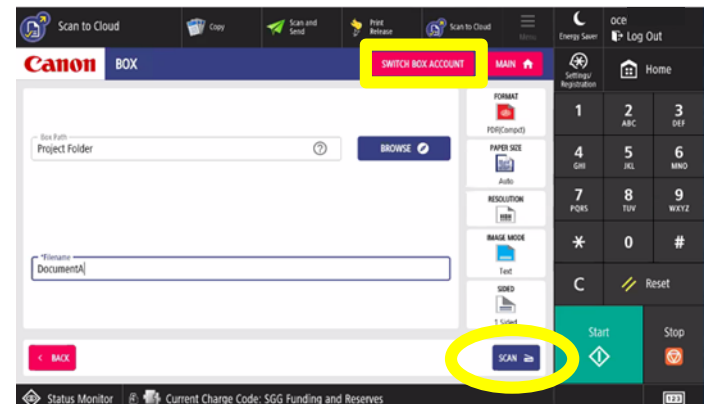 Scan to Cloud
Copy
Scan and Send
Print Release
Scan to Cloud
Menu
Energy Saver
oce
Log Out
Canon BOX
SWITCH BOX ACCOUNT
MAIN
Settings/
Registration
Home
Box Path
Project Folder
BROWSE
*Filename
DocumentA
FORMAT
PDF(Compct)
PAPER SIZE
Auto
RESOLUTION
IMAGE MODE
Text
SIDED
1 Sided
BACK
SCAN
1
2 ABC
3 DEF
4 GHI
5 JKL
6 MNO
7 PQRS
8 TUV
9 WXYZ
* 0 #
C
Reset
Start
Stop
Status Monitor
Current Charge Code: SGG Funding and Reserves
123